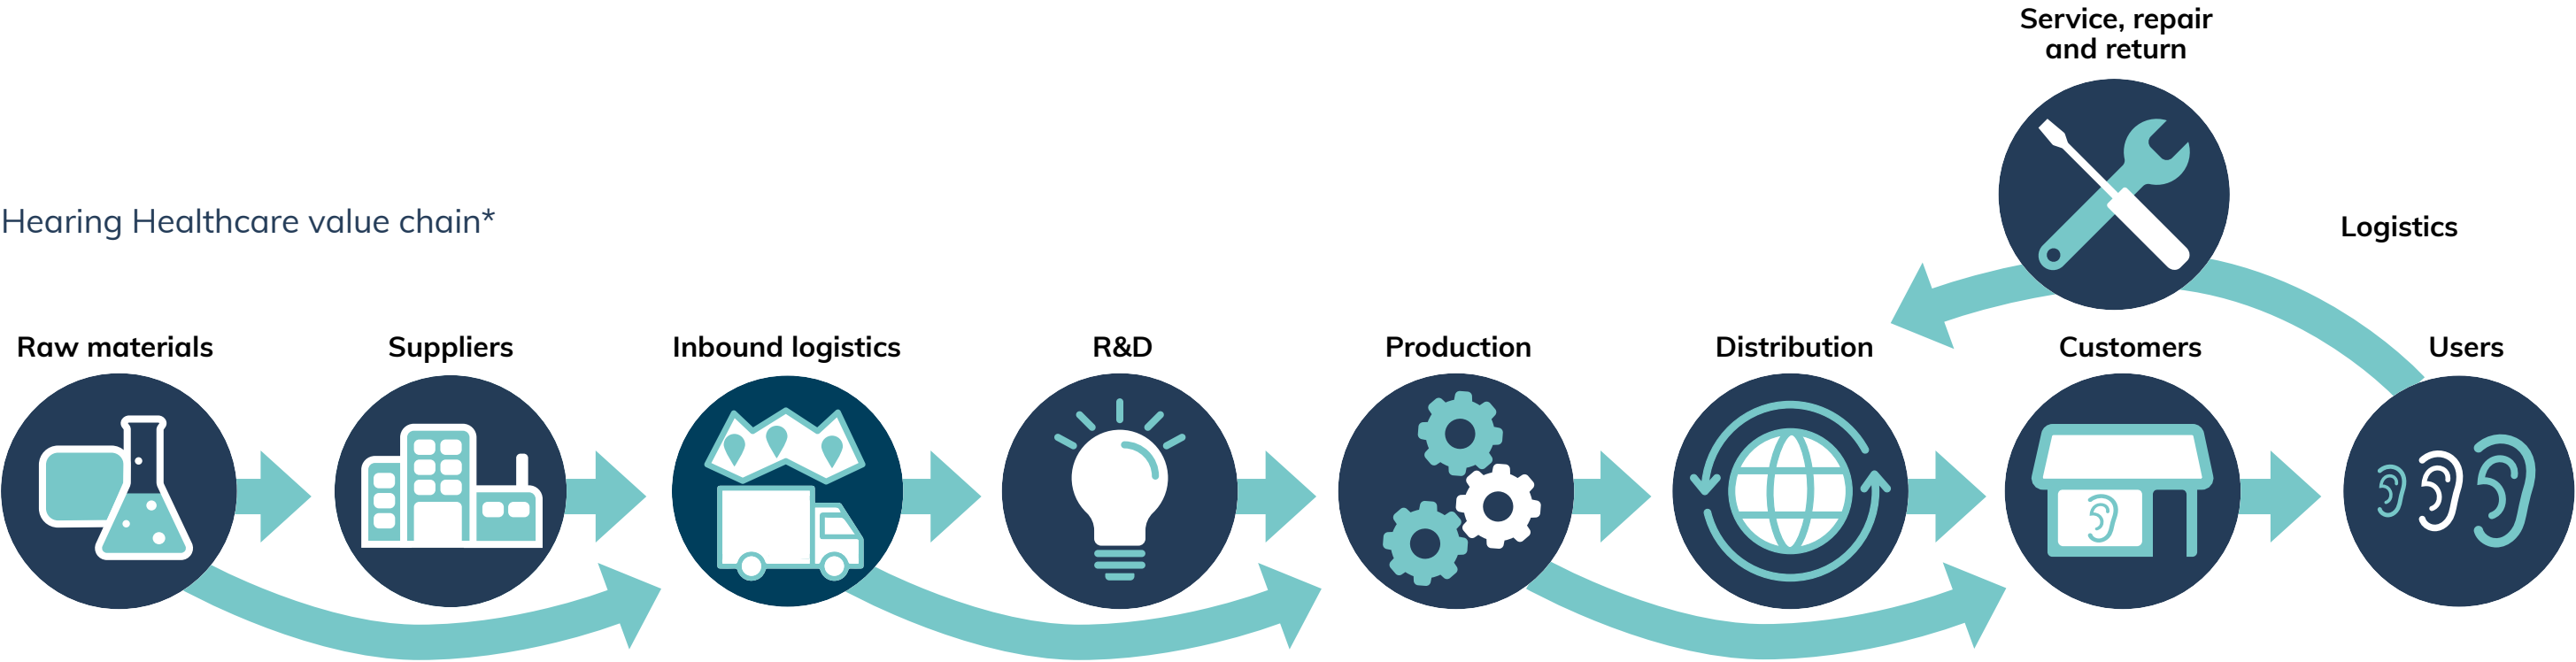 Service, repair
and return
Hearing Healthcare value chain*
Logistics
Raw materials
Suppliers
Inbound logistics
R&D
Production
Distribution
Customers
Users